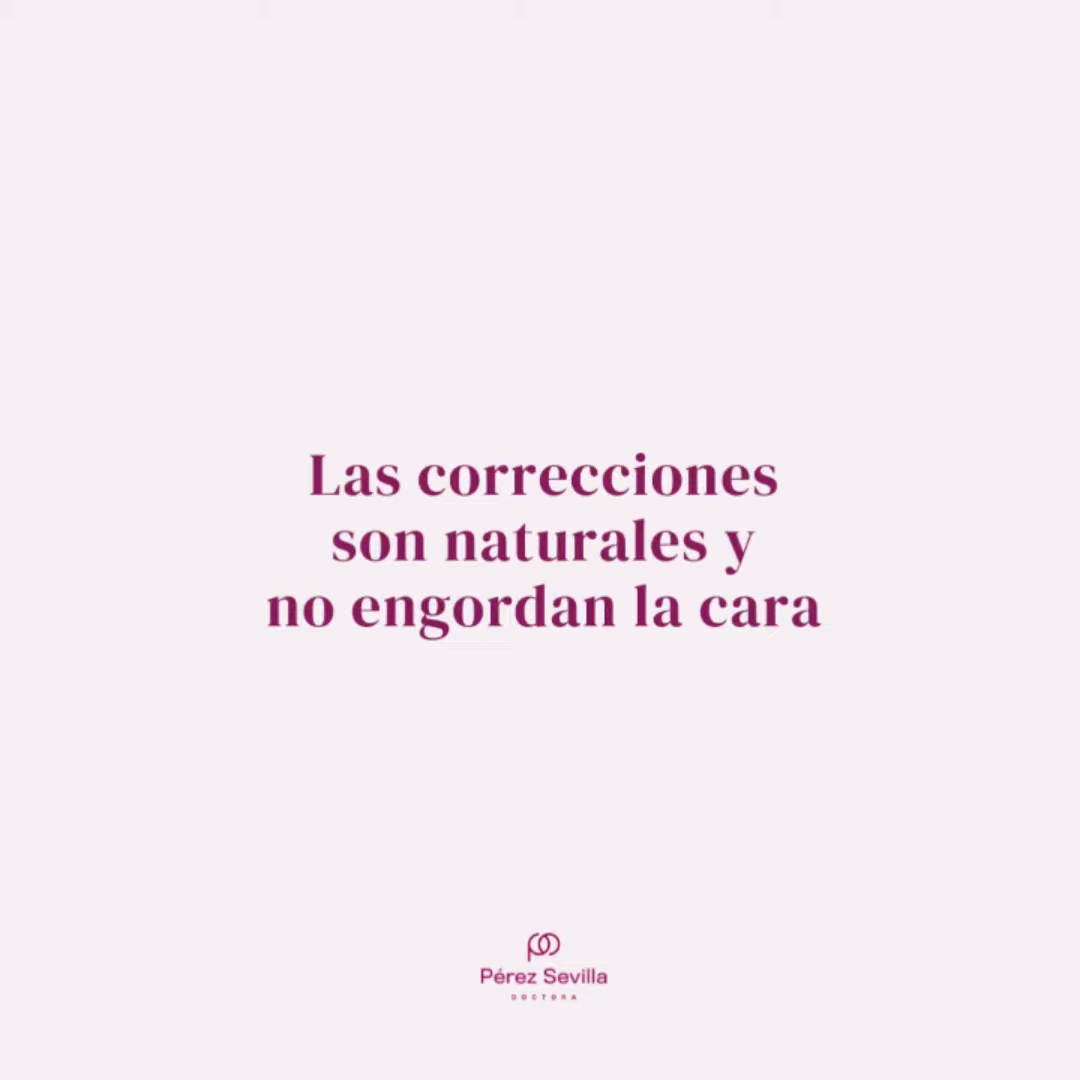 Las correcciones
son naturales y
no engordan la cara
Pérez Sevilla
DOCTORA